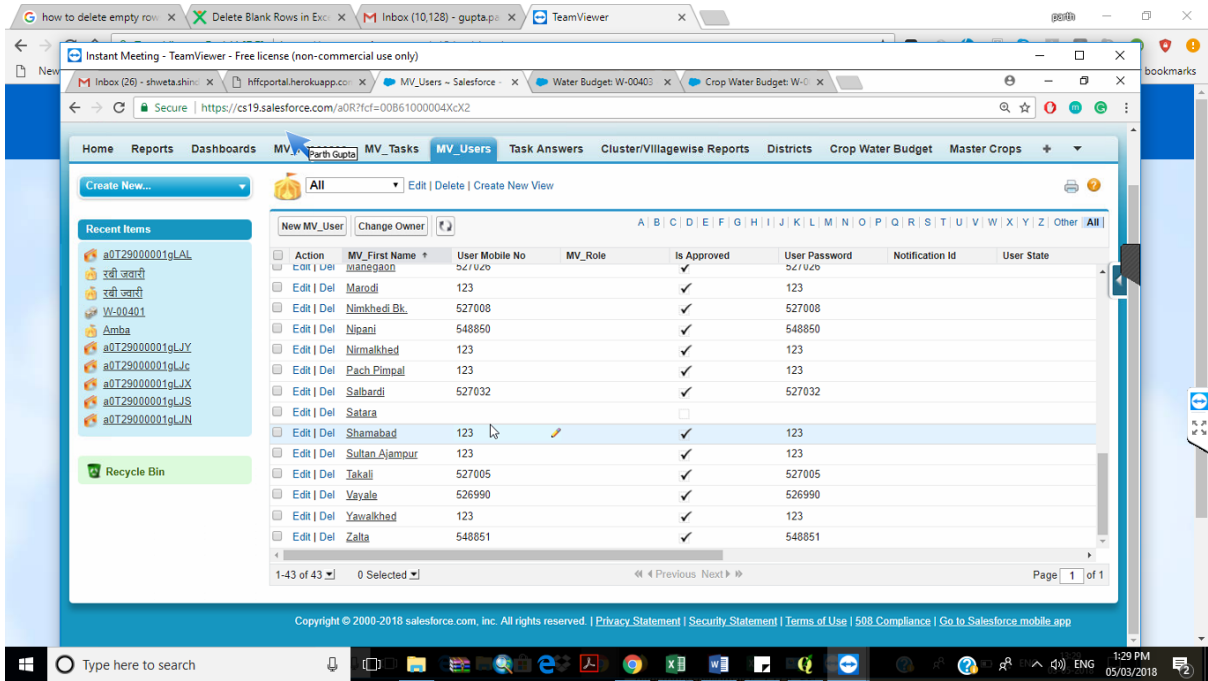 how to delete empty row
Delete Blank Rows in Exc
Inbox (10,128) - gupta.pa
TeamViewer
parth
New
bookmarks
Instant Meeting - TeamViewer - Free license (non-commercial use only)
Inbox (26) - shweta.shind
hffcportal.herokuapp.com
MV_Users ~ Salesforce -
Water Budget: W-00403
Crop Water Budget: W-0
Secure | https://cs19.salesforce.com/a0R?fcf=00B61000004XcX2
Home Reports Dashboards MV_ MV_Tasks MV_Users Task Answers Cluster/Villagewise Reports Districts Crop Water Budget Master Crops +
Parth Gupta
Create New...
All Edit | Delete | Create New View
Recent Items
a0T29000001gLAL
रबी जवारी
रबी ज्वारी
W-00401
Amba
a0T29000001gLJY
a0T29000001gLJc
a0T29000001gLJX
a0T29000001gLJS
a0T29000001gLJN
Recycle Bin
New MV_User Change Owner
A | B | C | D | E | F | G | H | I | J | K | L | M | N | O | P | Q | R | S | T | U | V | W | X | Y | Z | Other All
Action MV_First Name User Mobile No MV_Role Is Approved User Password Notification Id User State
Edit | Del Manegaon 527026 527026
Edit | Del Marodi 123 123
Edit | Del Nimkhedi Bk. 527008 527008
Edit | Del Nipani 548850 548850
Edit | Del Nirmalkhed 123 123
Edit | Del Pach Pimpal 123 123
Edit | Del Salbardi 527032 527032
Edit | Del Satara
Edit | Del Shamabad 123 123
Edit | Del Sultan Ajampur 123 123
Edit | Del Takali 527005 527005
Edit | Del Vayale 526990 526990
Edit | Del Yawalkhed 123 123
Edit | Del Zalta 548851 548851
1-43 of 43 0 Selected Previous Next Page 1 of 1
Copyright © 2000-2018 salesforce.com, inc. All rights reserved. | Privacy Statement | Security Statement | Terms of Use | 508 Compliance | Go to Salesforce mobile app
Type here to search
ENG
1:29 PM
05/03/2018
2